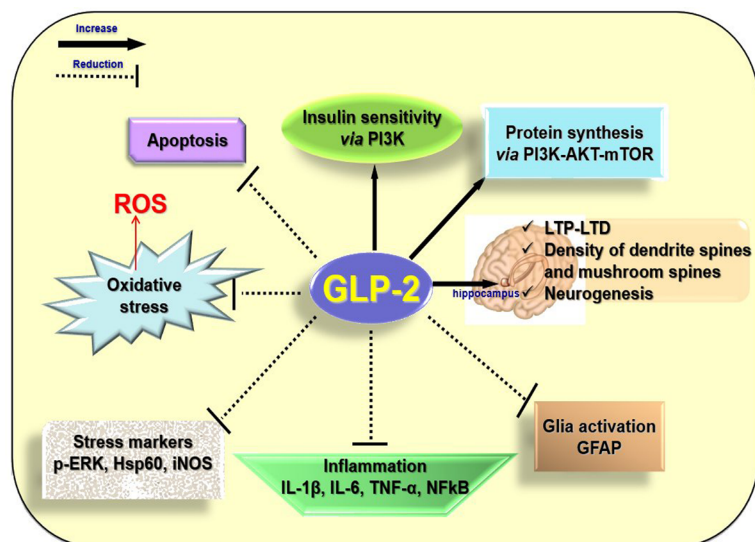 Increase
Reduction
Apoptosis
Insulin sensitivity
via PI3K
Protein synthesis
via PI3K-AKT-mTOR
ROS
Oxidative
stress
GLP-2
hippocampus
✓ LTP-LTD
✓ Density of dendrite spines
and mushroom spines
✓ Neurogenesis
Stress markers
p-ERK, Hsp60, iNOS
Inflammation
IL-1β, IL-6, TNF-α, NFkB
Glia activation
GFAP